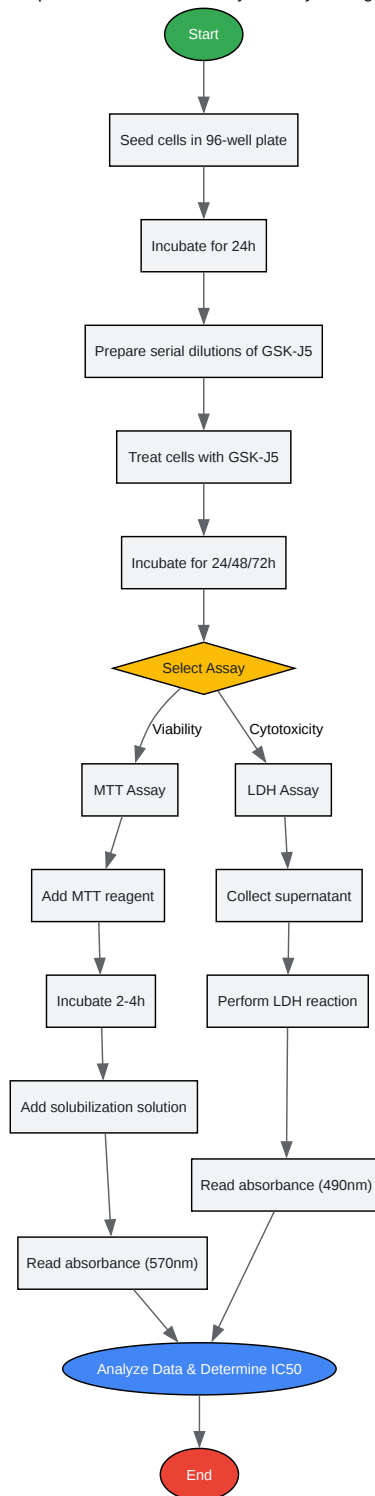 Start
Seed cells in 96-well plate
Incubate for 24h
Prepare serial dilutions of GSK-J5
Treat cells with GSK-J5
Incubate for 24/48/72h
Select Assay
Viability
Cytotoxicity
MTT Assay
LDH Assay
Add MTT reagent
Collect supernatant
Incubate 2-4h
Perform LDH reaction
Add solubilization solution
Read absorbance (490nm)
Read absorbance (570nm)
Analyze Data & Determine IC50
End